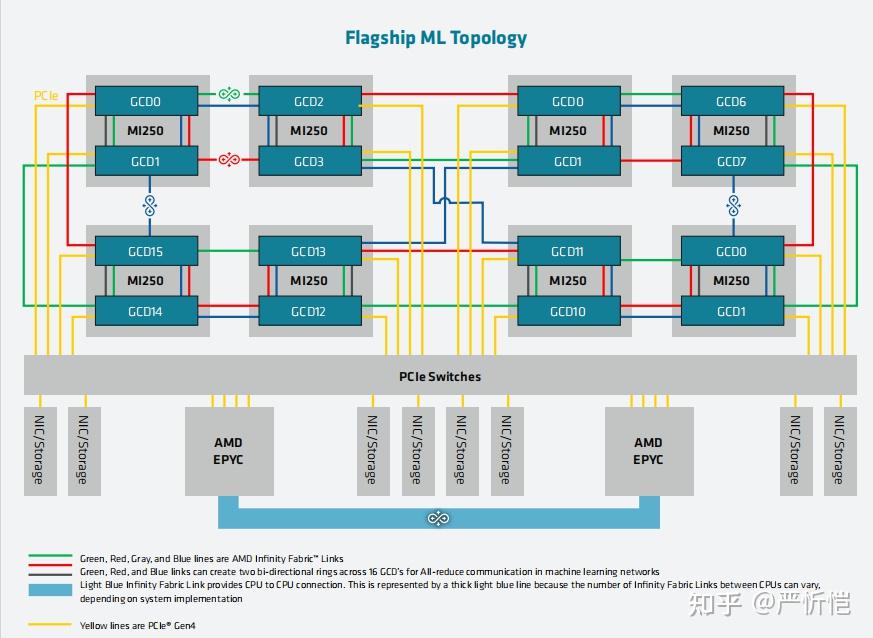 Flagship ML Topology
PCIe
GCD0
GCD2
GCD0
GCD6
MI250
MI250
MI250
MI250
GCD1
GCD3
GCD1
GCD7
GCD15
GCD13
GCD11
GCD0
MI250
MI250
MI250
MI250
GCD14
GCD12
GCD10
GCD1
PCIe Switches
NIC/Storage
NIC/Storage
AMD
EPYC
NIC/Storage
NIC/Storage
NIC/Storage
NIC/Storage
AMD
EPYC
NIC/Storage
NIC/Storage
Green, Red, Gray, and Blue lines are AMD Infinity Fabric™ Links
Green, Red, and Blue links can create two bi-directional rings across 16 GCD's for All-reduce communication in machine learning networks
Light Blue Infinity Fabric Link provides CPU to CPU connection. This is represented by a thick light blue line because the number of Infinity Fabric Links between CPUs can vary,
depending on system implementation
Yellow lines are PCIe® Gen4
知乎 @严忻恺